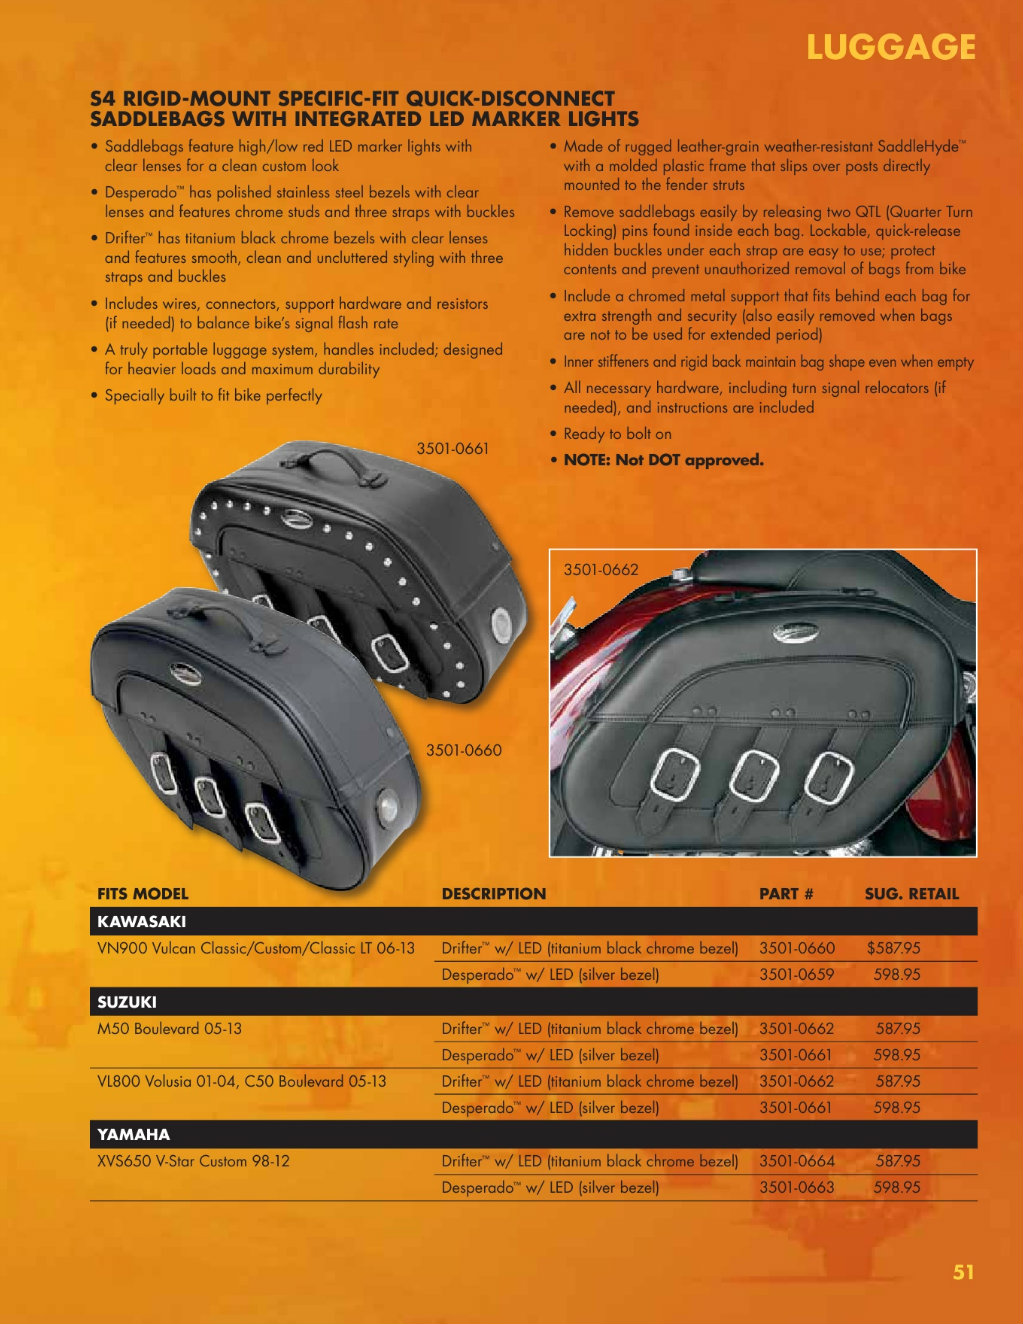 LUGGAGE
S4 RIGID-MOUNT SPECIFIC-FIT QUICK-DISCONNECT
SADDLEBAGS WITH INTEGRATED LED MARKER LIGHTS
• Saddlebags feature high/low red LED marker lights with
clear lenses for a clean custom look
• Desperado™ has polished stainless steel bezels with clear
lenses and features chrome studs and three straps with buckles
• Drifter™ has titanium black chrome bezels with clear lenses
and features smooth, clean and uncluttered styling with three
straps and buckles
• Includes wires, connectors, support hardware and resistors
(if needed) to balance bike's signal flash rate
• A truly portable luggage system, handles included; designed
for heavier loads and maximum durability
• Specially built to fit bike perfectly
• Made of rugged leather-grain weather-resistant SaddleHyde™
with a molded plastic frame that slips over posts directly
mounted to the fender struts
• Remove saddlebags easily by releasing two QTL (Quarter Turn
Locking) pins found inside each bag. Lockable, quick-release
hidden buckles under each strap are easy to use; protect
contents and prevent unauthorized removal of bags from bike
• Include a chromed metal support that fits behind each bag for
extra strength and security (also easily removed when bags
are not to be used for extended period)
• Inner stiffeners and rigid back maintain bag shape even when empty
• All necessary hardware, including turn signal relocators (if
needed), and instructions are included
• Ready to bolt on
• NOTE: Not DOT approved.
3501-0661
3501-0660
3501-0662
FITS MODEL DESCRIPTION PART # SUG. RETAIL
KAWASAKI
VN900 Vulcan Classic/Custom/Classic LT 06-13 Drifter™ w/ LED (titanium black chrome bezel) 3501-0660 $587.95
Desperado™ w/ LED (silver bezel) 3501-0659 598.95
SUZUKI
M50 Boulevard 05-13 Drifter™ w/ LED (titanium black chrome bezel) 3501-0662 587.95
Desperado™ w/ LED (silver bezel) 3501-0661 598.95
VL800 Volusia 01-04, C50 Boulevard 05-13 Drifter™ w/ LED (titanium black chrome bezel) 3501-0662 587.95
Desperado™ w/ LED (silver bezel) 3501-0661 598.95
YAMAHA
XVS650 V-Star Custom 98-12 Drifter™ w/ LED (titanium black chrome bezel) 3501-0664 587.95
Desperado™ w/ LED (silver bezel) 3501-0663 598.95
51